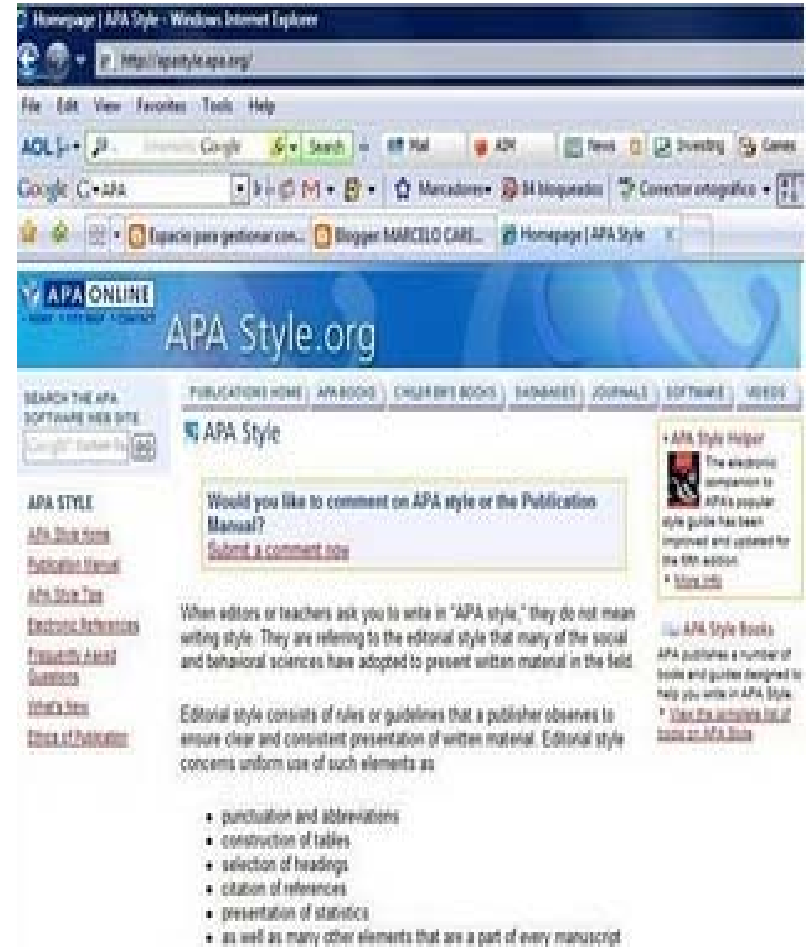 Homepage | APA Style - Windows Internet Explorer
http://apastyle.apa.org/
File Edit View Favorites Tools Help
AOL Google Search Mail AIM News Investing Games
Google G APA Marcadores 84 bloqueados Corrector ortográfico
Espacio para gestionar con... Blogger: MARCELO CARE... Homepage | APA Style
APA ONLINE
APA Style.org
SEARCH THE APA
SOFTWARE WEB SITE
PUBLICATIONS HOME APA BOOKS CHILDREN'S BOOKS DATABASES JOURNALS SOFTWARE VIDEOS
APA Style
Would you like to comment on APA style or the Publication
Manual?
Submit a comment now
APA STYLE
APA Style Home
Publication Manual
APA Style Tips
Electronic References
Frequently Asked
Questions
What's New
Ethics of Publication
When editors or teachers ask you to write in "APA style," they do not mean
writing style. They are referring to the editorial style that many of the social
and behavioral sciences have adopted to present written material in the field.
Editorial style consists of rules or guidelines that a publisher observes to
ensure clear and consistent presentation of written material. Editorial style
concerns uniform use of such elements as
• punctuation and abbreviations
• construction of tables
• selection of headings
• citation of references
• presentation of statistics
• as well as many other elements that are a part of every manuscript
APA Style Helper
The electronic
companion to
APA's popular
style guide has been
improved and updated for
the fifth edition.
More info
APA Style Books
APA publishes a number of
books and guides designed to
help you write in APA Style.
View the complete list of
books on APA Style